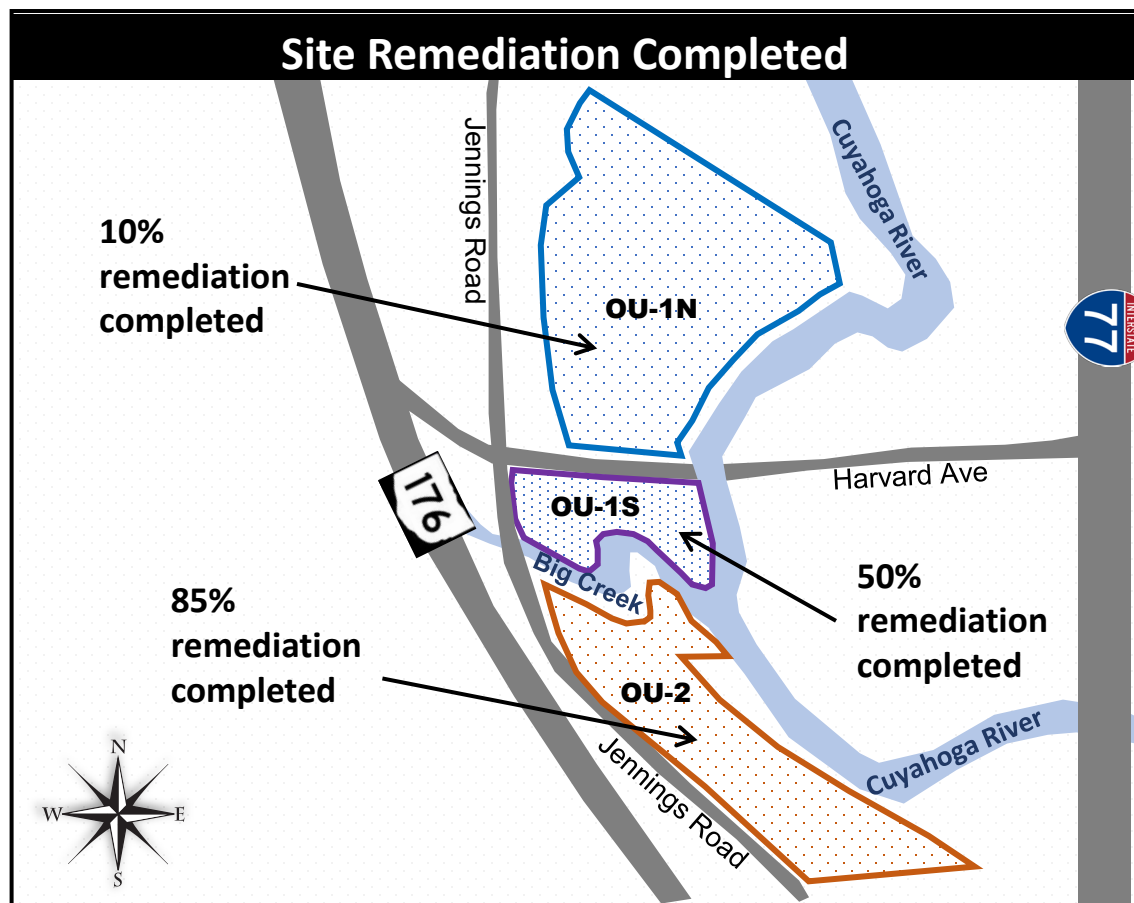 Site Remediation Completed
Jennings Road
Cuyahoga River
10%
remediation
completed
OU-1N
INTERSTATE
77
Harvard Ave
176
OU-1S
Big Creek
50%
remediation
completed
85%
remediation
completed
OU-2
Jennings Road
Cuyahoga River
N
W
E
S